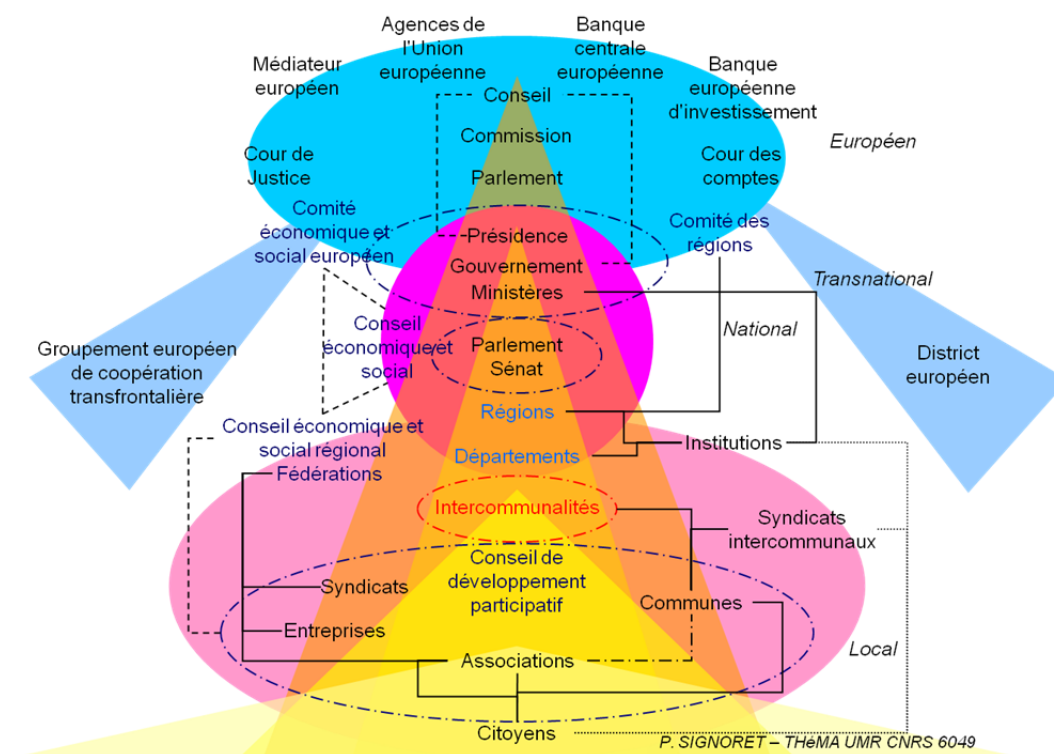 Agences de
l'Union
européenne
Banque
centrale
européenne
Médiateur
européen
Banque
européenne
d'investissement
Conseil
Commission
Européen
Cour de
Justice
Parlement
Cour des
comptes
Comité
économique et
social européen
Comité des
régions
Présidence
Gouvernement
Ministères
Transnational
National
Conseil
économique et
social
Parlement
Sénat
Groupement européen
de coopération
transfrontalière
District
européen
Régions
Conseil économique et
social régional
Institutions
Départements
Fédérations
Intercommunalités
Syndicats
intercommunaux
Conseil de
développement
participatif
Syndicats
Communes
Entreprises
Local
Associations
Citoyens
P. SIGNORET – THéMA UMR CNRS 6049